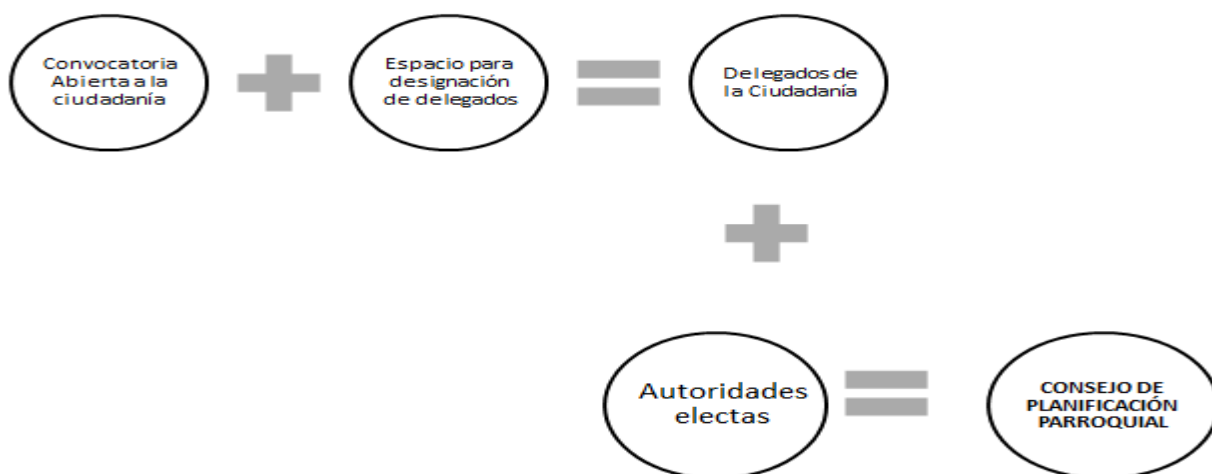 Convocatoria
Abierta a la
ciudadanía
Espacio para
designación
de delegados
Delegados de
la Ciudadanía
Autoridades
electas
CONSEJO DE
PLANIFICACIÓN
PARROQUIAL